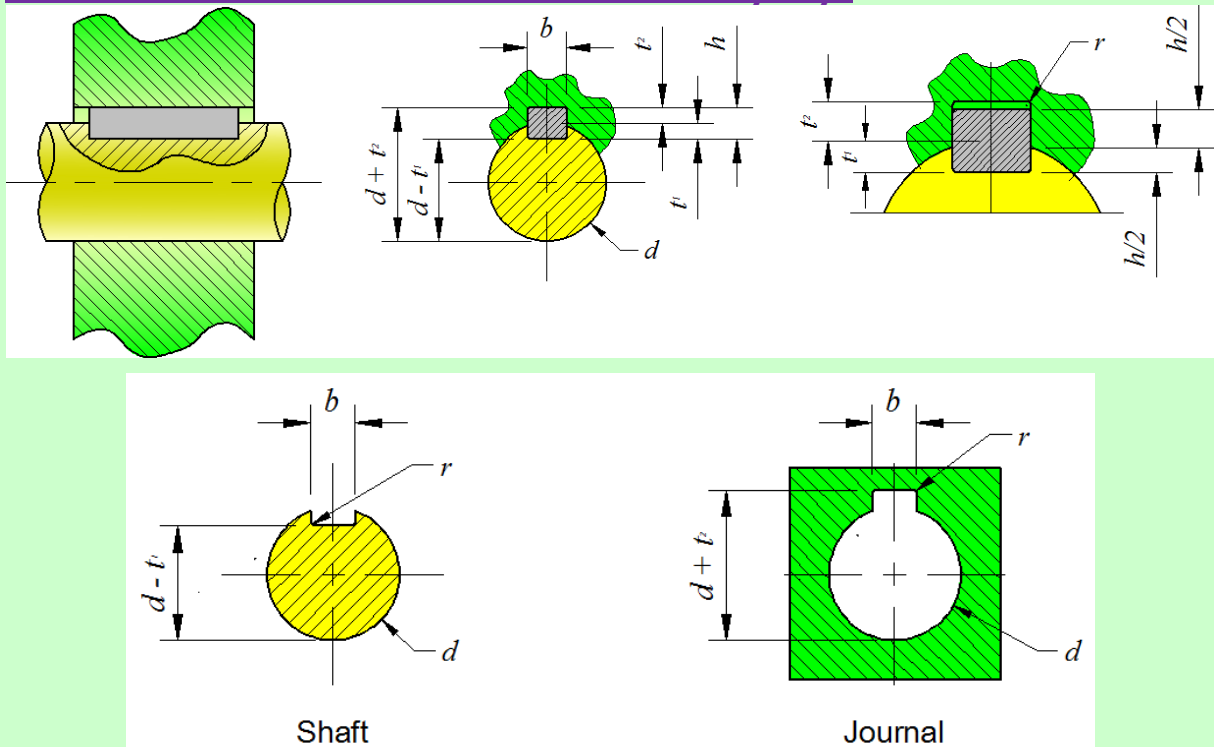 b
t²
h
d + t²
d - t¹
t¹
d
r
h/2
t²
t¹
h/2
b
r
d - t¹
d
Shaft
b
r
d + t²
d
Journal